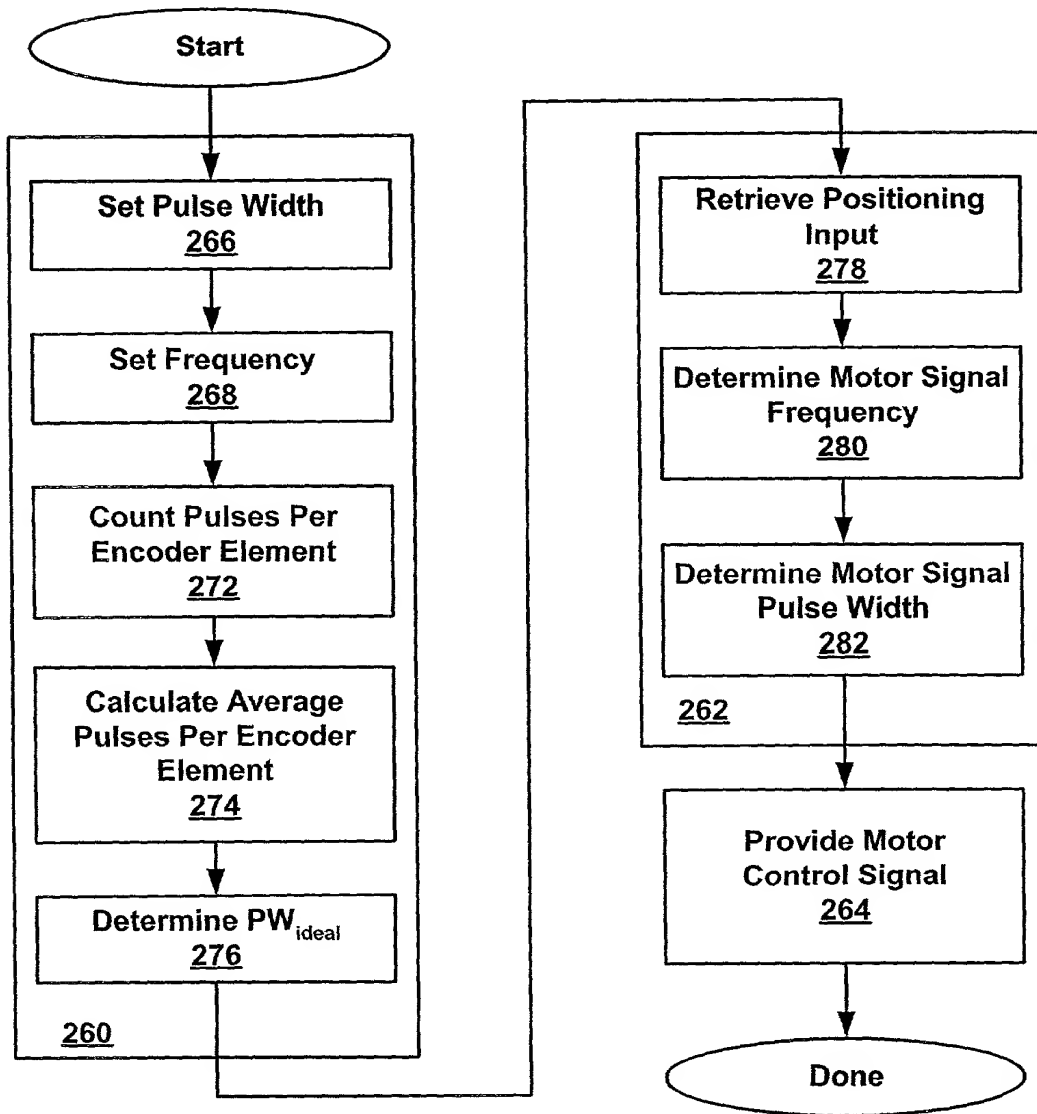 Start
Set Pulse Width
266
Set Frequency
268
Count Pulses Per
Encoder Element
272
Calculate Average
Pulses Per Encoder
Element
274
Determine PWideal
276
260
Retrieve Positioning
Input
278
Determine Motor Signal
Frequency
280
Determine Motor Signal
Pulse Width
282
262
Provide Motor
Control Signal
264
Done